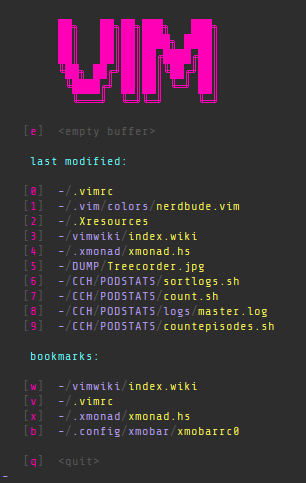 VIM
[e] <empty buffer>
last modified:
[0] ~/.vimrc
[1] ~/.vim/colors/nerdbude.vim
[2] ~/.Xresources
[3] ~/vimwiki/index.wiki
[4] ~/.xmonad/xmonad.hs
[5] ~/DUMP/Treecorder.jpg
[6] ~/CCH/PODSTATS/sortlogs.sh
[7] ~/CCH/PODSTATS/count.sh
[8] ~/CCH/PODSTATS/logs/master.log
[9] ~/CCH/PODSTATS/countepisodes.sh
bookmarks:
[w] ~/vimwiki/index.wiki
[v] ~/.vimrc
[x] ~/.xmonad/xmonad.hs
[b] ~/.config/xmobar/xmobarrc0
[q] <quit>
~